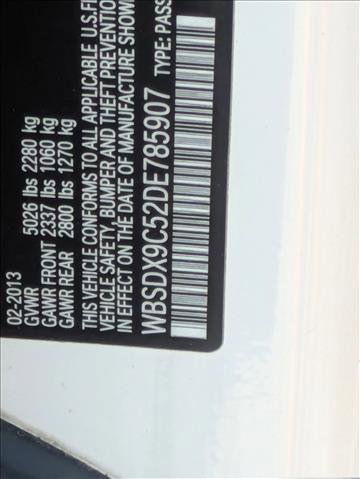 02-2013
GVWR 5026 lbs 2280 kg
GAWR FRONT 2337 lbs 1060 kg
GAWR REAR 2800 lbs 1270 kg
THIS VEHICLE CONFORMS TO ALL APPLICABLE U.S.
VEHICLE SAFETY, BUMPER AND THEFT PREVENTION
IN EFFECT ON THE DATE OF MANUFACTURE SHOWN
WBSDX9C52DE785907 TYPE: PASS